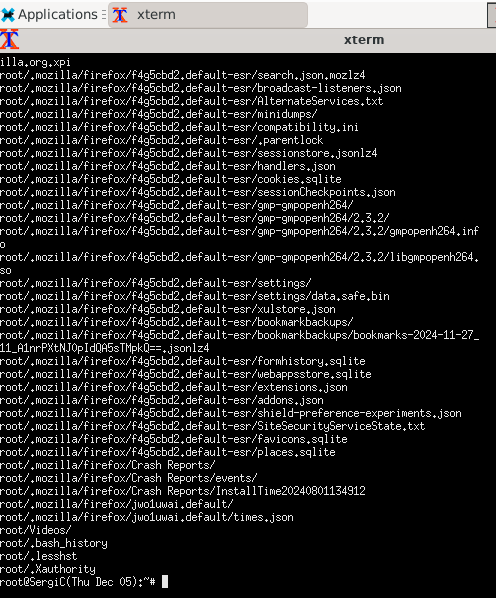 Applications
xterm
xterm
illa.org.xpi
root/.mozilla/firefox/f4g5cbd2.default-esr/search.json.mozlz4
root/.mozilla/firefox/f4g5cbd2.default-esr/broadcast-listeners.json
root/.mozilla/firefox/f4g5cbd2.default-esr/AlternateServices.txt
root/.mozilla/firefox/f4g5cbd2.default-esr/minidumps/
root/.mozilla/firefox/f4g5cbd2.default-esr/compatibility.ini
root/.mozilla/firefox/f4g5cbd2.default-esr/.parentlock
root/.mozilla/firefox/f4g5cbd2.default-esr/sessionstore.jsonlz4
root/.mozilla/firefox/f4g5cbd2.default-esr/handlers.json
root/.mozilla/firefox/f4g5cbd2.default-esr/cookies.sqlite
root/.mozilla/firefox/f4g5cbd2.default-esr/sessionCheckpoints.json
root/.mozilla/firefox/f4g5cbd2.default-esr/gmp-gmpopenh264/
root/.mozilla/firefox/f4g5cbd2.default-esr/gmp-gmpopenh264/2.3.2/
root/.mozilla/firefox/f4g5cbd2.default-esr/gmp-gmpopenh264/2.3.2/gmpopenh264.inf
o
root/.mozilla/firefox/f4g5cbd2.default-esr/gmp-gmpopenh264/2.3.2/libgmpopenh264.
so
root/.mozilla/firefox/f4g5cbd2.default-esr/settings/
root/.mozilla/firefox/f4g5cbd2.default-esr/settings/data.safe.bin
root/.mozilla/firefox/f4g5cbd2.default-esr/xulstore.json
root/.mozilla/firefox/f4g5cbd2.default-esr/bookmarkbackups/
root/.mozilla/firefox/f4g5cbd2.default-esr/bookmarkbackups/bookmarks-2024-11-27_
11_A1nrPXtNJOpIdQA5sTMpkQ==.jsonlz4
root/.mozilla/firefox/f4g5cbd2.default-esr/formhistory.sqlite
root/.mozilla/firefox/f4g5cbd2.default-esr/webappsstore.sqlite
root/.mozilla/firefox/f4g5cbd2.default-esr/extensions.json
root/.mozilla/firefox/f4g5cbd2.default-esr/addons.json
root/.mozilla/firefox/f4g5cbd2.default-esr/shield-preference-experiments.json
root/.mozilla/firefox/f4g5cbd2.default-esr/SiteSecurityServiceState.txt
root/.mozilla/firefox/f4g5cbd2.default-esr/favicons.sqlite
root/.mozilla/firefox/f4g5cbd2.default-esr/places.sqlite
root/.mozilla/firefox/Crash Reports/
root/.mozilla/firefox/Crash Reports/events/
root/.mozilla/firefox/Crash Reports/InstallTime20240801134912
root/.mozilla/firefox/jwo1uwai.default/
root/.mozilla/firefox/jwo1uwai.default/times.json
root/Videos/
root/.bash_history
root/.lesshst
root/.Xauthority
root@SergiC(Thu Dec 05):~#